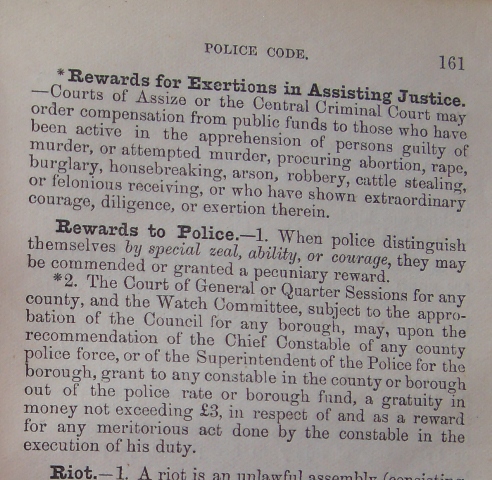 POLICE CODE. 161
*Rewards for Exertions in Assisting Justice.
—Courts of Assize or the Central Criminal Court may
order compensation from public funds to those who have
been active in the apprehension of persons guilty of
murder, or attempted murder, procuring abortion, rape,
burglary, housebreaking, arson, robbery, cattle stealing,
or felonious receiving, or who have shown extraordinary
courage, diligence, or exertion therein.
Rewards to Police.—1. When police distinguish
themselves by special zeal, ability, or courage, they may
be commended or granted a pecuniary reward.
*2. The Court of General or Quarter Sessions for any
county, and the Watch Committee, subject to the appro-
bation of the Council for any borough, may, upon the
recommendation of the Chief Constable of any county
police force, or of the Superintendent of the Police for the
borough, grant to any constable in the county or borough
out of the police rate or borough fund, a gratuity in
money not exceeding £3, in respect of and as a reward
for any meritorious act done by the constable in the
execution of his duty.
Riot.—1. A riot is an unlawful assembly (consisting